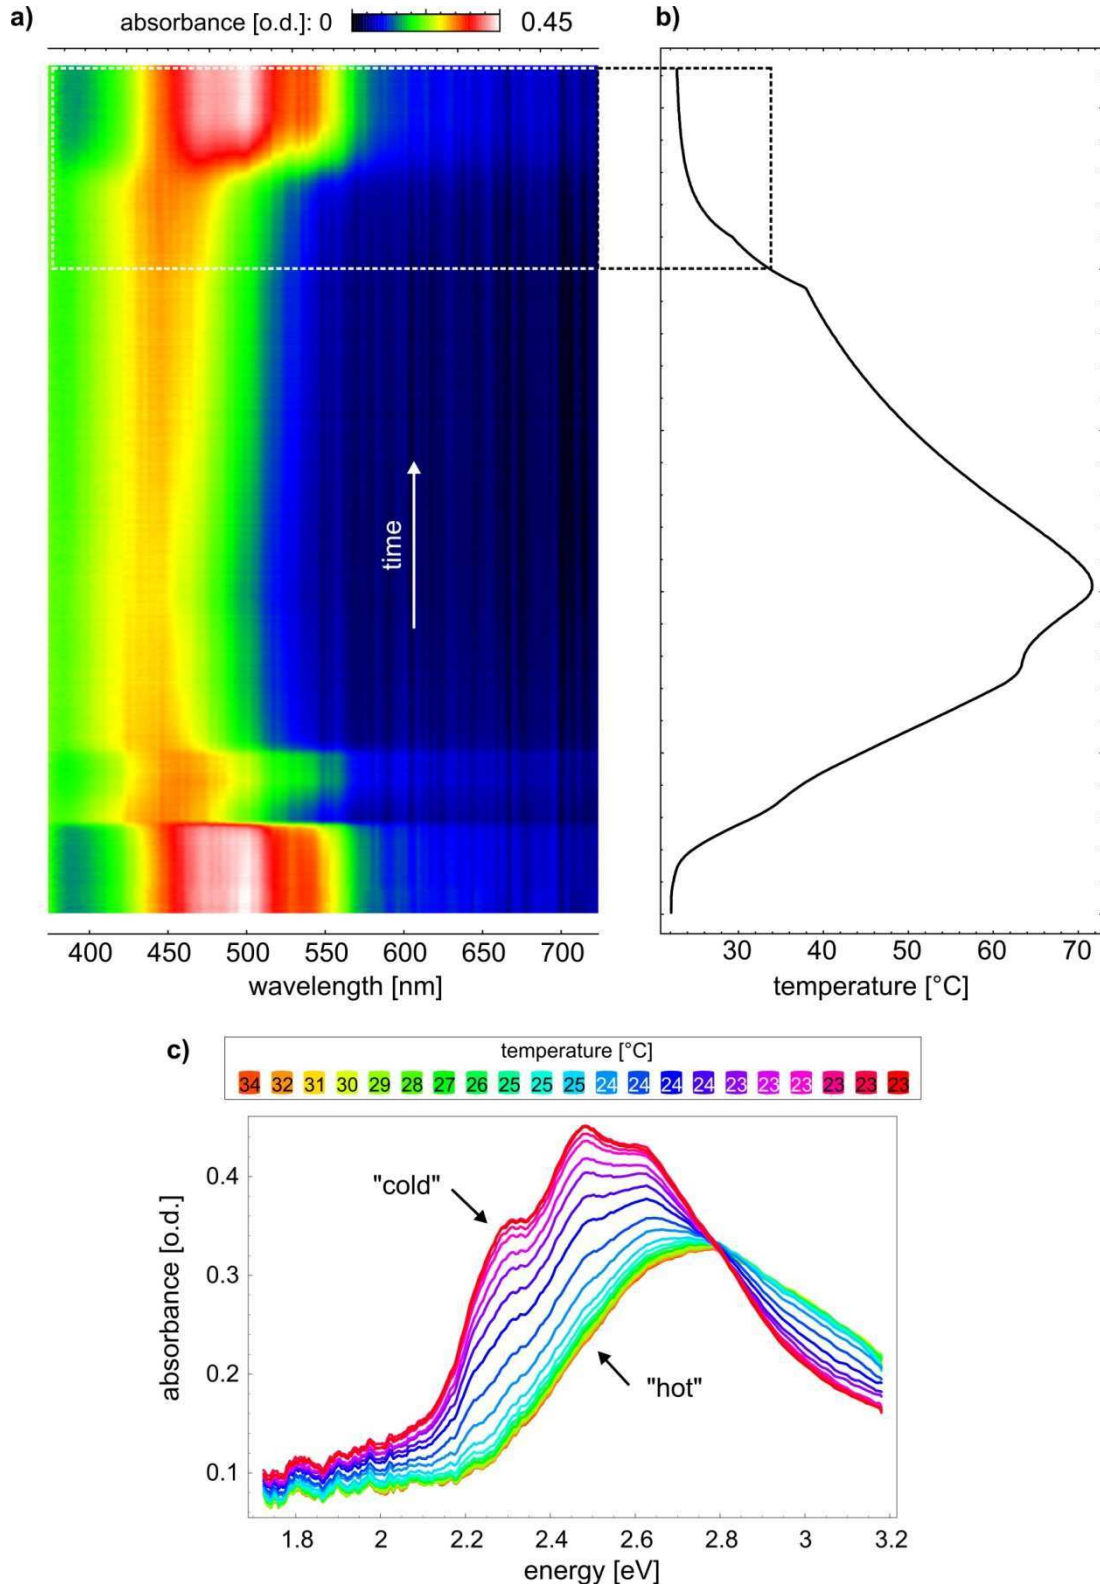 a)
absorbance [o.d.]: 0 0.45
b)
time
400 450 500 550 600 650 700
wavelength [nm]
30 40 50 60 70
temperature [°C]
c)
temperature [°C]
34 32 31 30 29 28 27 26 25 25 25 24 24 24 24 23 23 23 23 23 23
0.4
0.3
0.2
0.1
absorbance [o.d.]
"cold"
"hot"
1.8 2 2.2 2.4 2.6 2.8 3 3.2
energy [eV]